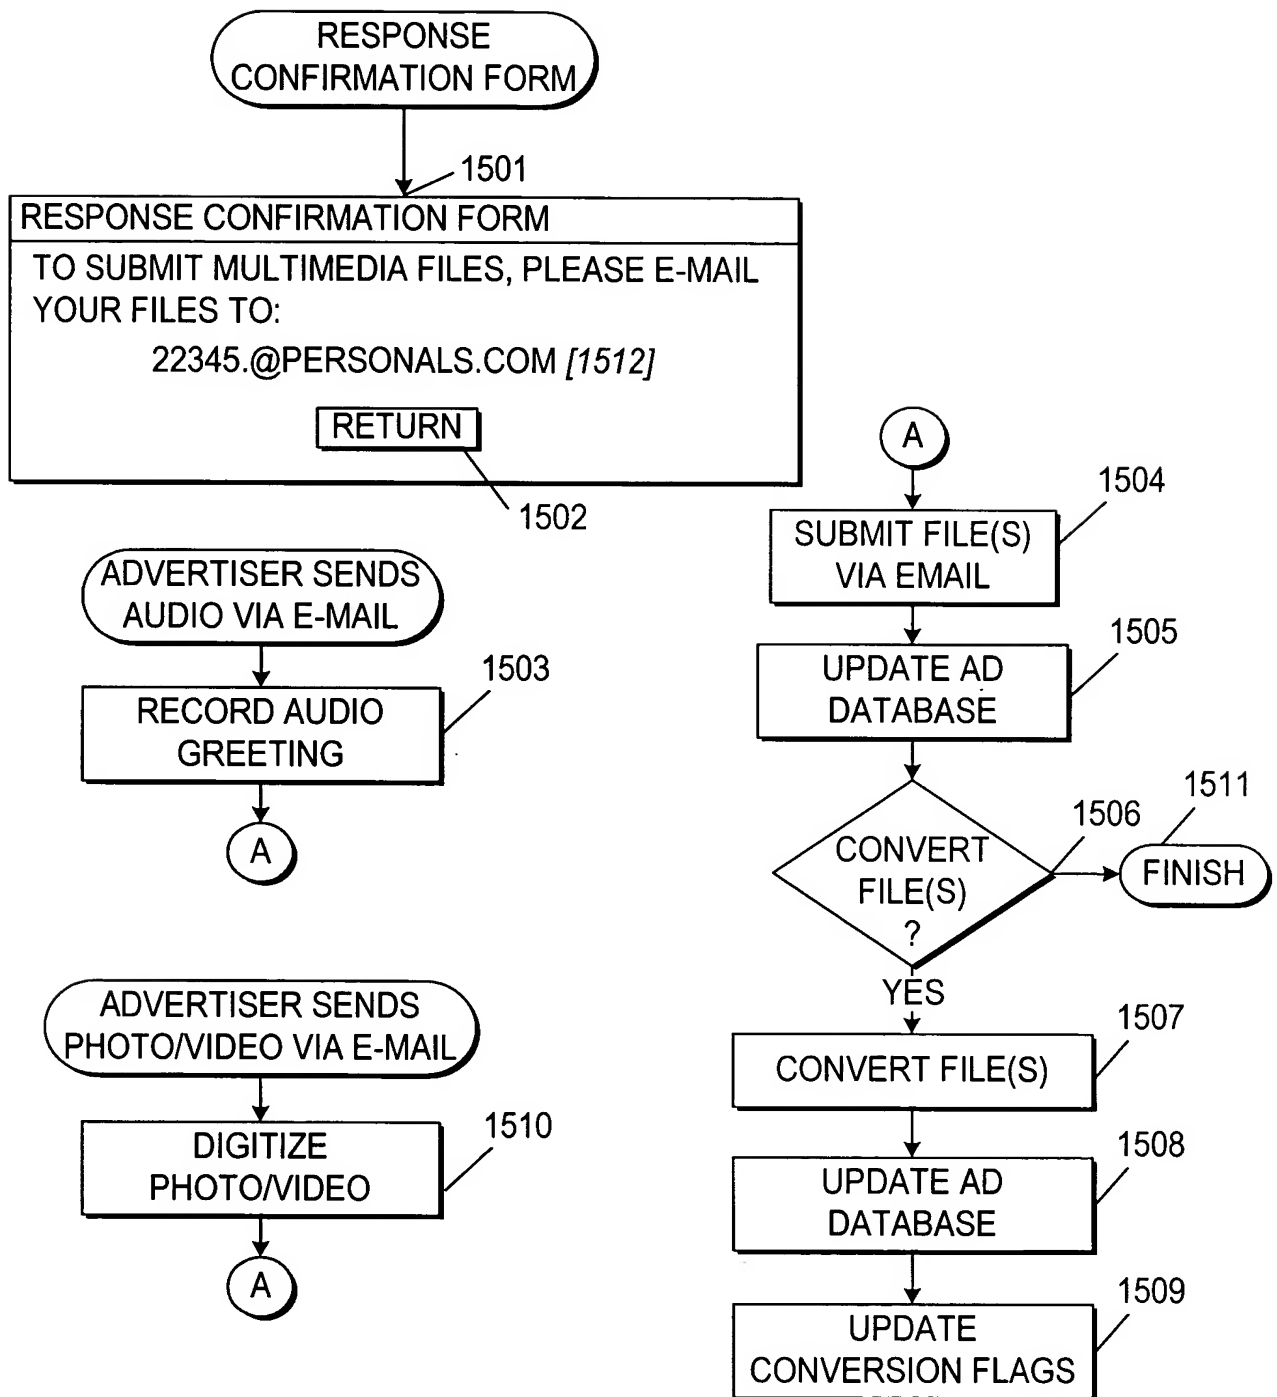 RESPONSE
CONFIRMATION FORM
1501
RESPONSE CONFIRMATION FORM
TO SUBMIT MULTIMEDIA FILES, PLEASE E-MAIL
YOUR FILES TO:
22345.@PERSONALS.COM [1512]
RETURN
1502
ADVERTISER SENDS
AUDIO VIA E-MAIL
1503
RECORD AUDIO
GREETING
A
ADVERTISER SENDS
PHOTO/VIDEO VIA E-MAIL
1510
DIGITIZE
PHOTO/VIDEO
A
A
1504
SUBMIT FILE(S)
VIA EMAIL
1505
UPDATE AD
DATABASE
1506
1511
CONVERT
FILE(S)
?
FINISH
YES
1507
CONVERT FILE(S)
1508
UPDATE AD
DATABASE
1509
UPDATE
CONVERSION FLAGS